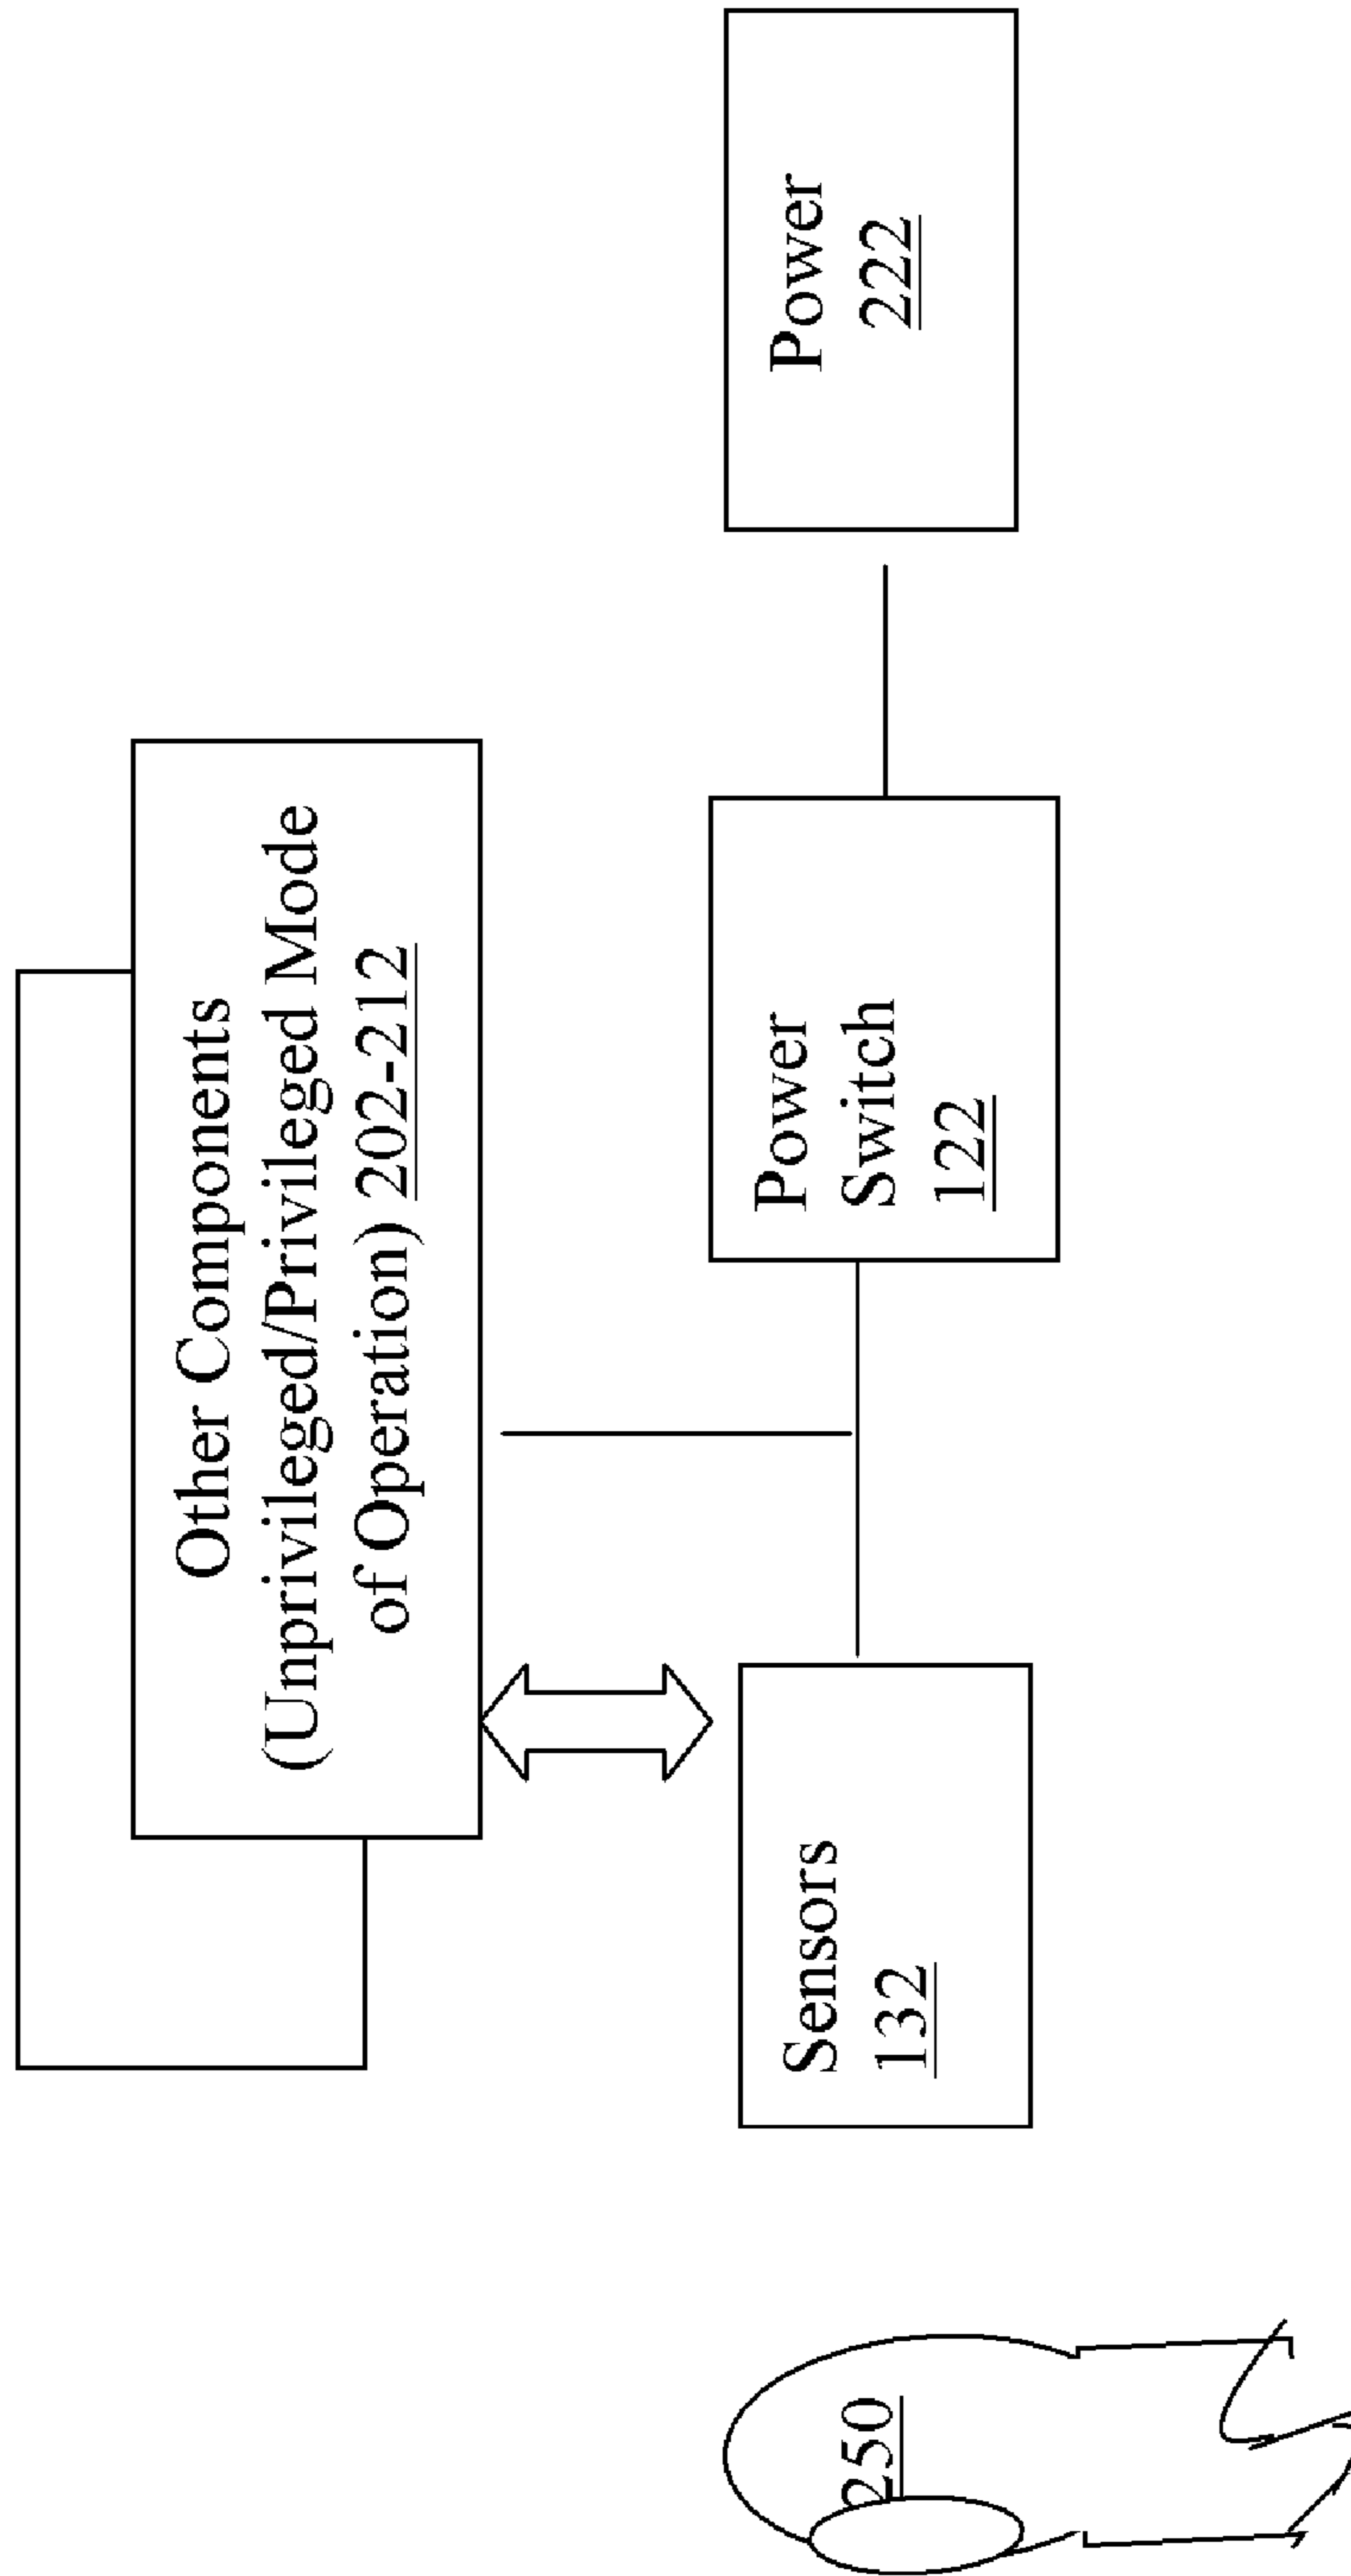 Other Components
(Unprivileged/Privileged Mode
of Operation) 202-212
250
Sensors
132
Power
Switch
122
Power
222